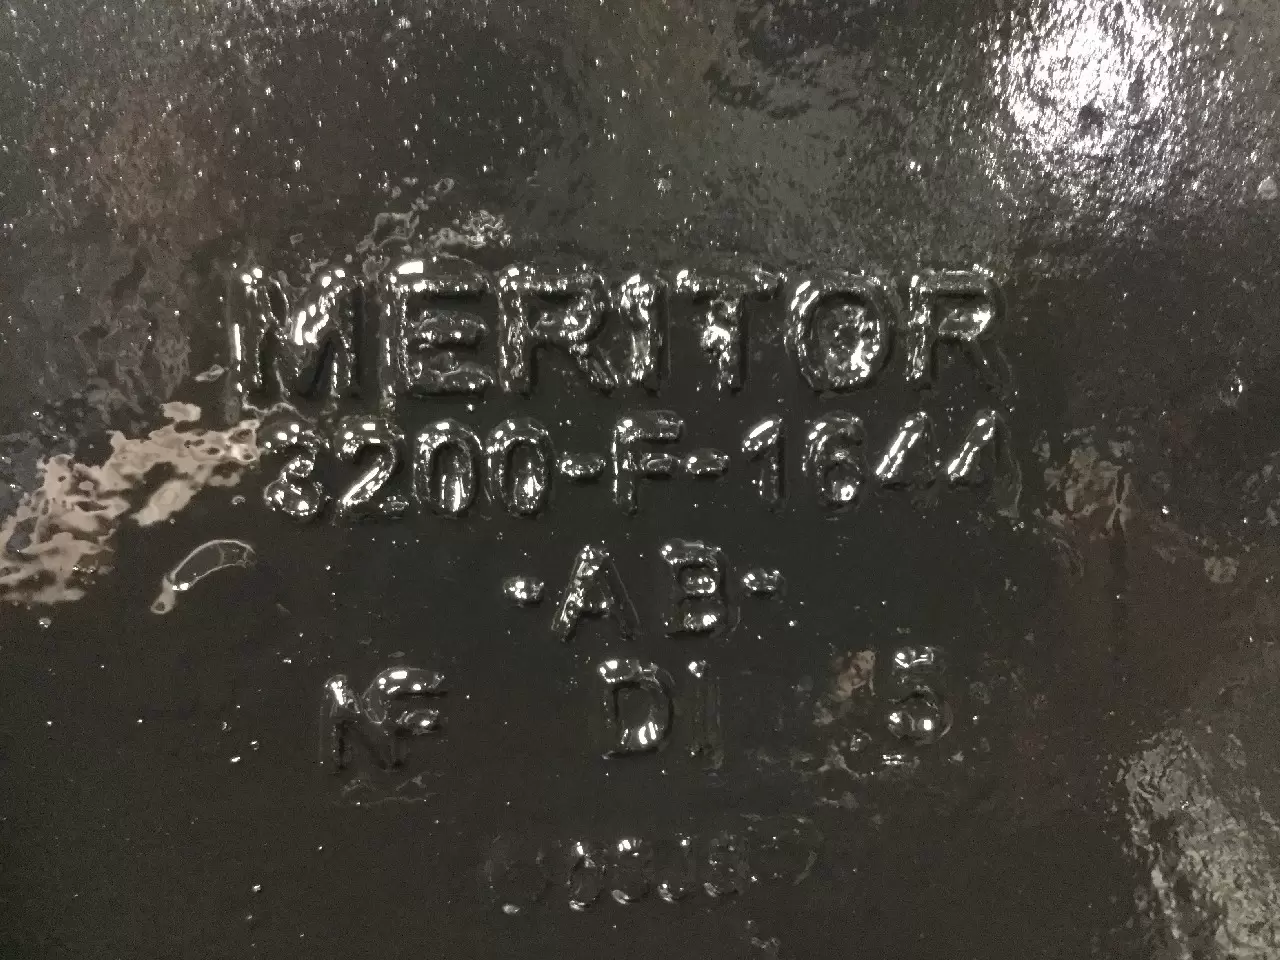 MERITOR
3200-F-1644
-AB-
NF DI 5